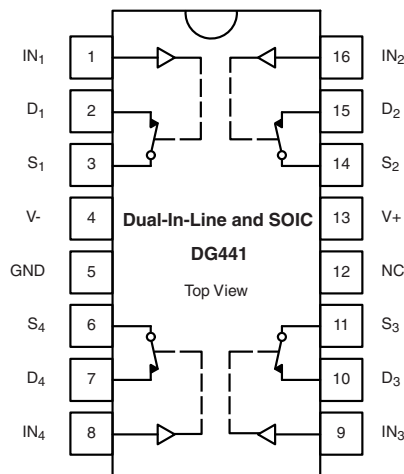 IN₁ 1 16 IN₂
D₁ 2 15 D₂
S₁ 3 14 S₂
V- 4 Dual-In-Line and SOIC 13 V+
DG441
GND 5 12 NC
Top View
S₄ 6 11 S₃
D₄ 7 10 D₃
IN₄ 8 9 IN₃